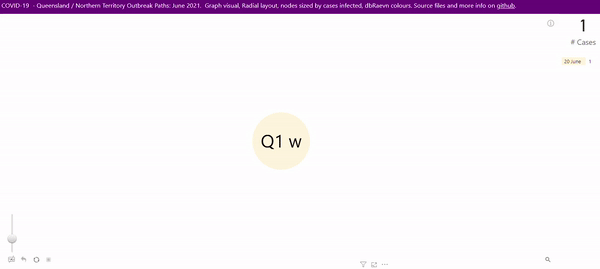 COVID-19 - Queensland / Northern Territory Outbreak Paths: June 2021. Graph visual, Radial layout, nodes sized by cases infected, dbRaevn colours. Source files and more info on github.
1
# Cases
20 June 1
Q1 w